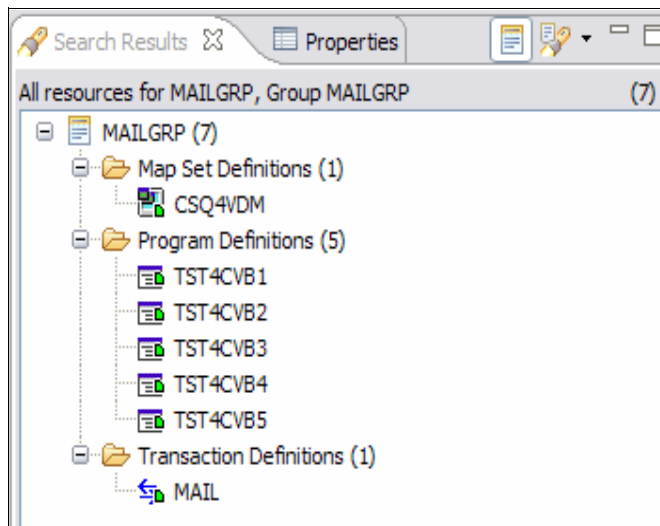 Search Results Properties
All resources for MAILGRP, Group MAILGRP (7)
MAILGRP (7)
Map Set Definitions (1)
CSQ4VDM
Program Definitions (5)
TST4CVB1
TST4CVB2
TST4CVB3
TST4CVB4
TST4CVB5
Transaction Definitions (1)
MAIL